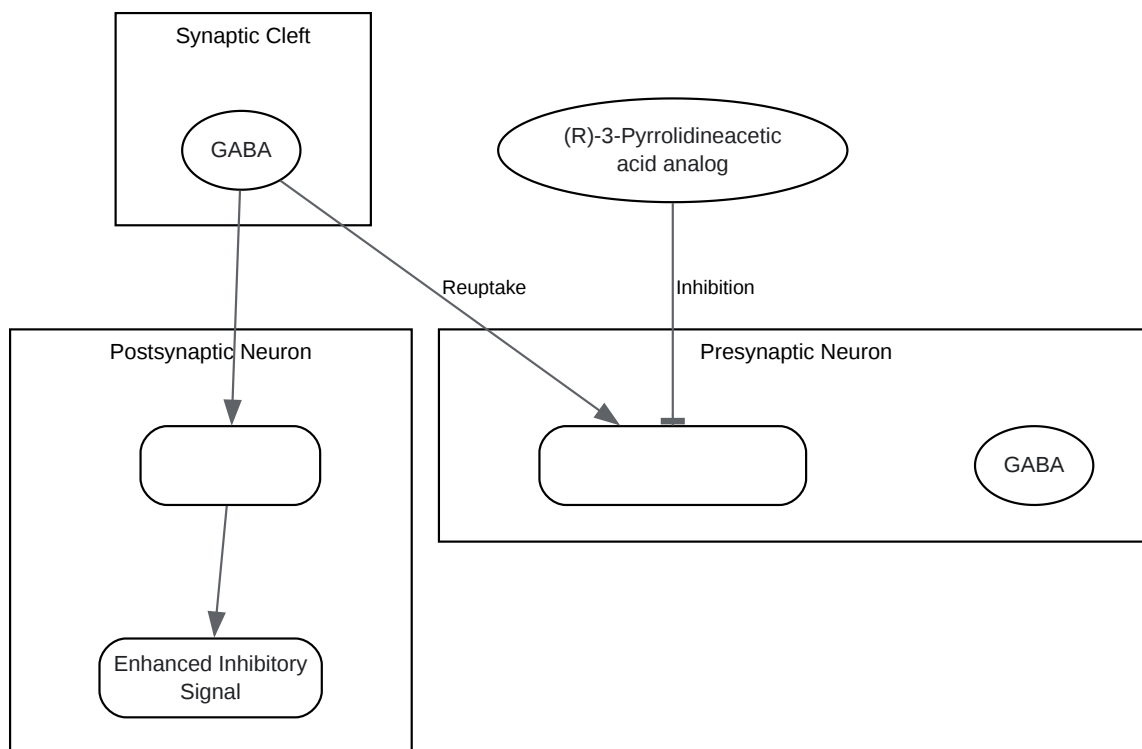 Synaptic Cleft
GABA
(R)-3-Pyrrolidineacetic
acid analog
Reuptake
Inhibition
Postsynaptic Neuron
Presynaptic Neuron
GABA
Enhanced Inhibitory
Signal